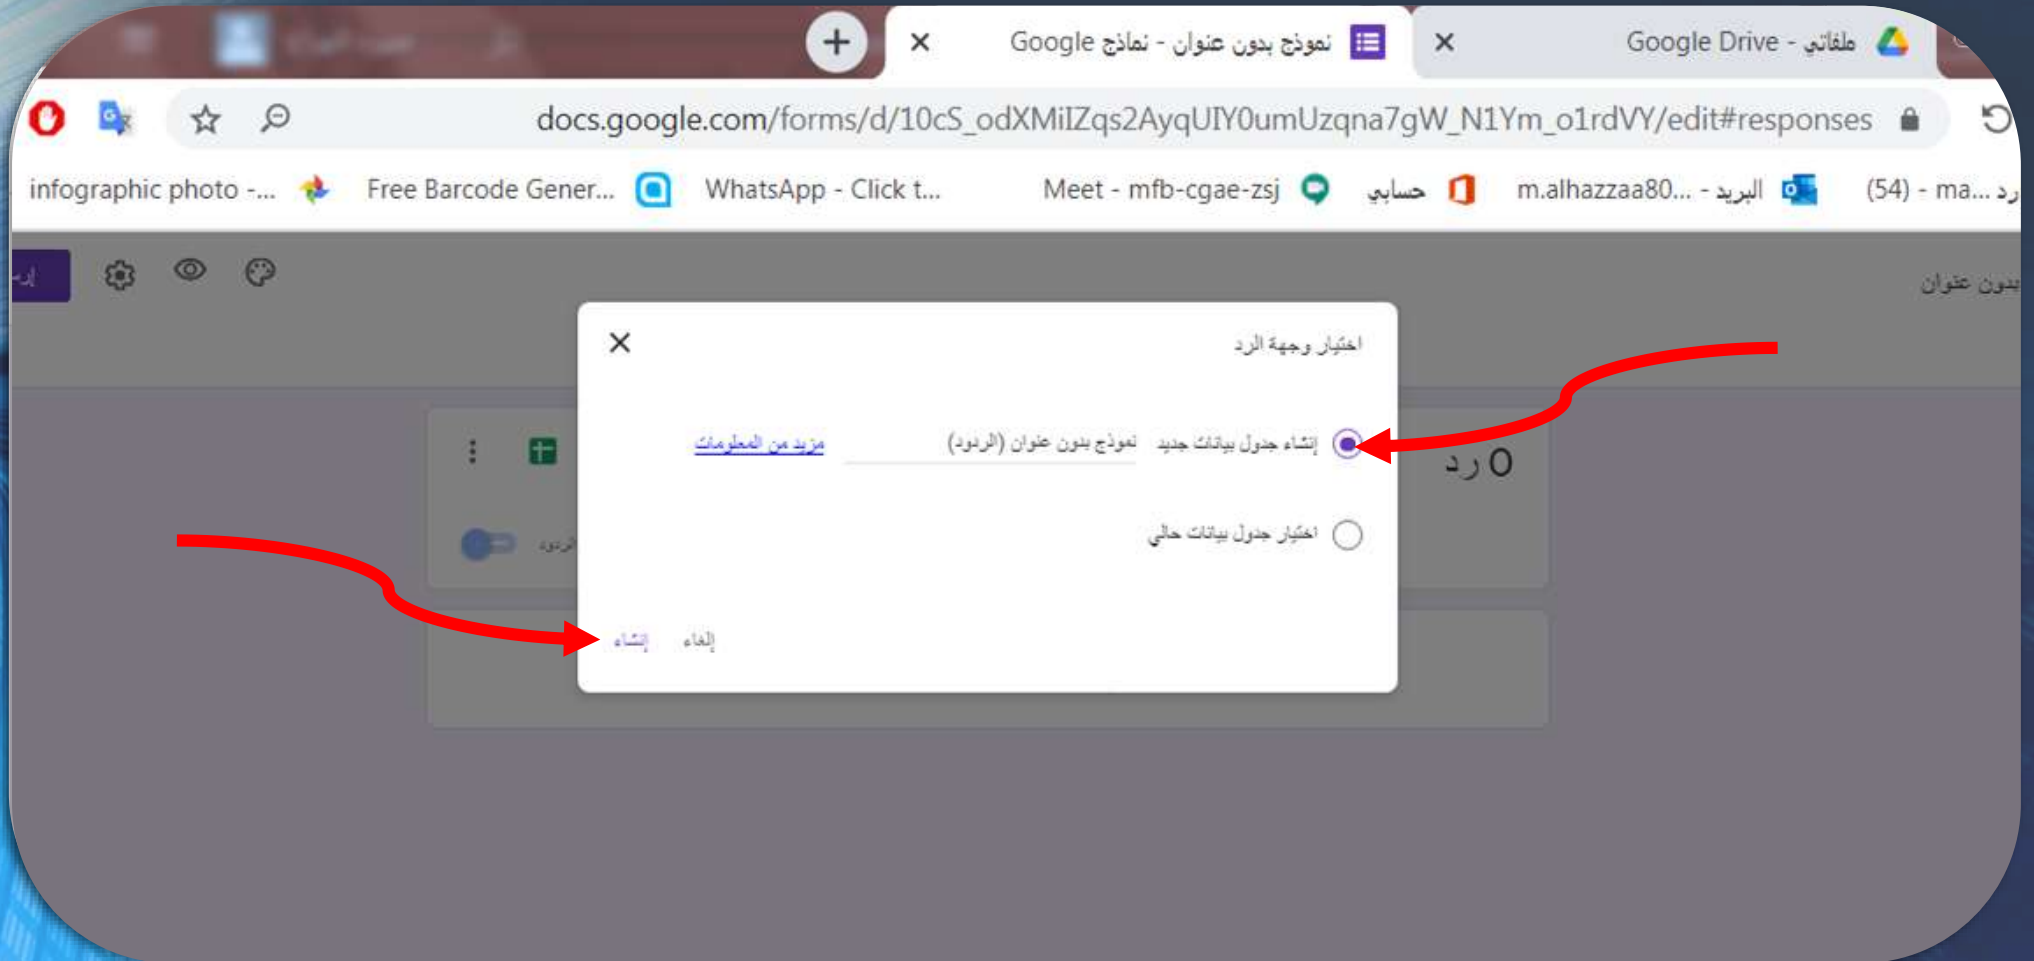 ملفاتي - Google Drive
نموذج بدون عنوان - نماذج Google
docs.google.com/forms/d/10cS_odXMiIZqs2AyqUIY0umUzqna7gW_N1Ym_o1rdVY/edit#responses
رد ...ma - (54)
البريد - ...m.alhazzaa80
حسابي
Meet - mfb-cgae-zsj
WhatsApp - Click t...
Free Barcode Gener...
infographic photo -...
بدون عنوان
اختيار وجهة الرد
إنشاء جدول بيانات جديد نموذج بدون عنوان (الردود) مزيد من المعلومات
0 رد
اختيار جدول بيانات حالي
الردود
إلغاء إنشاء